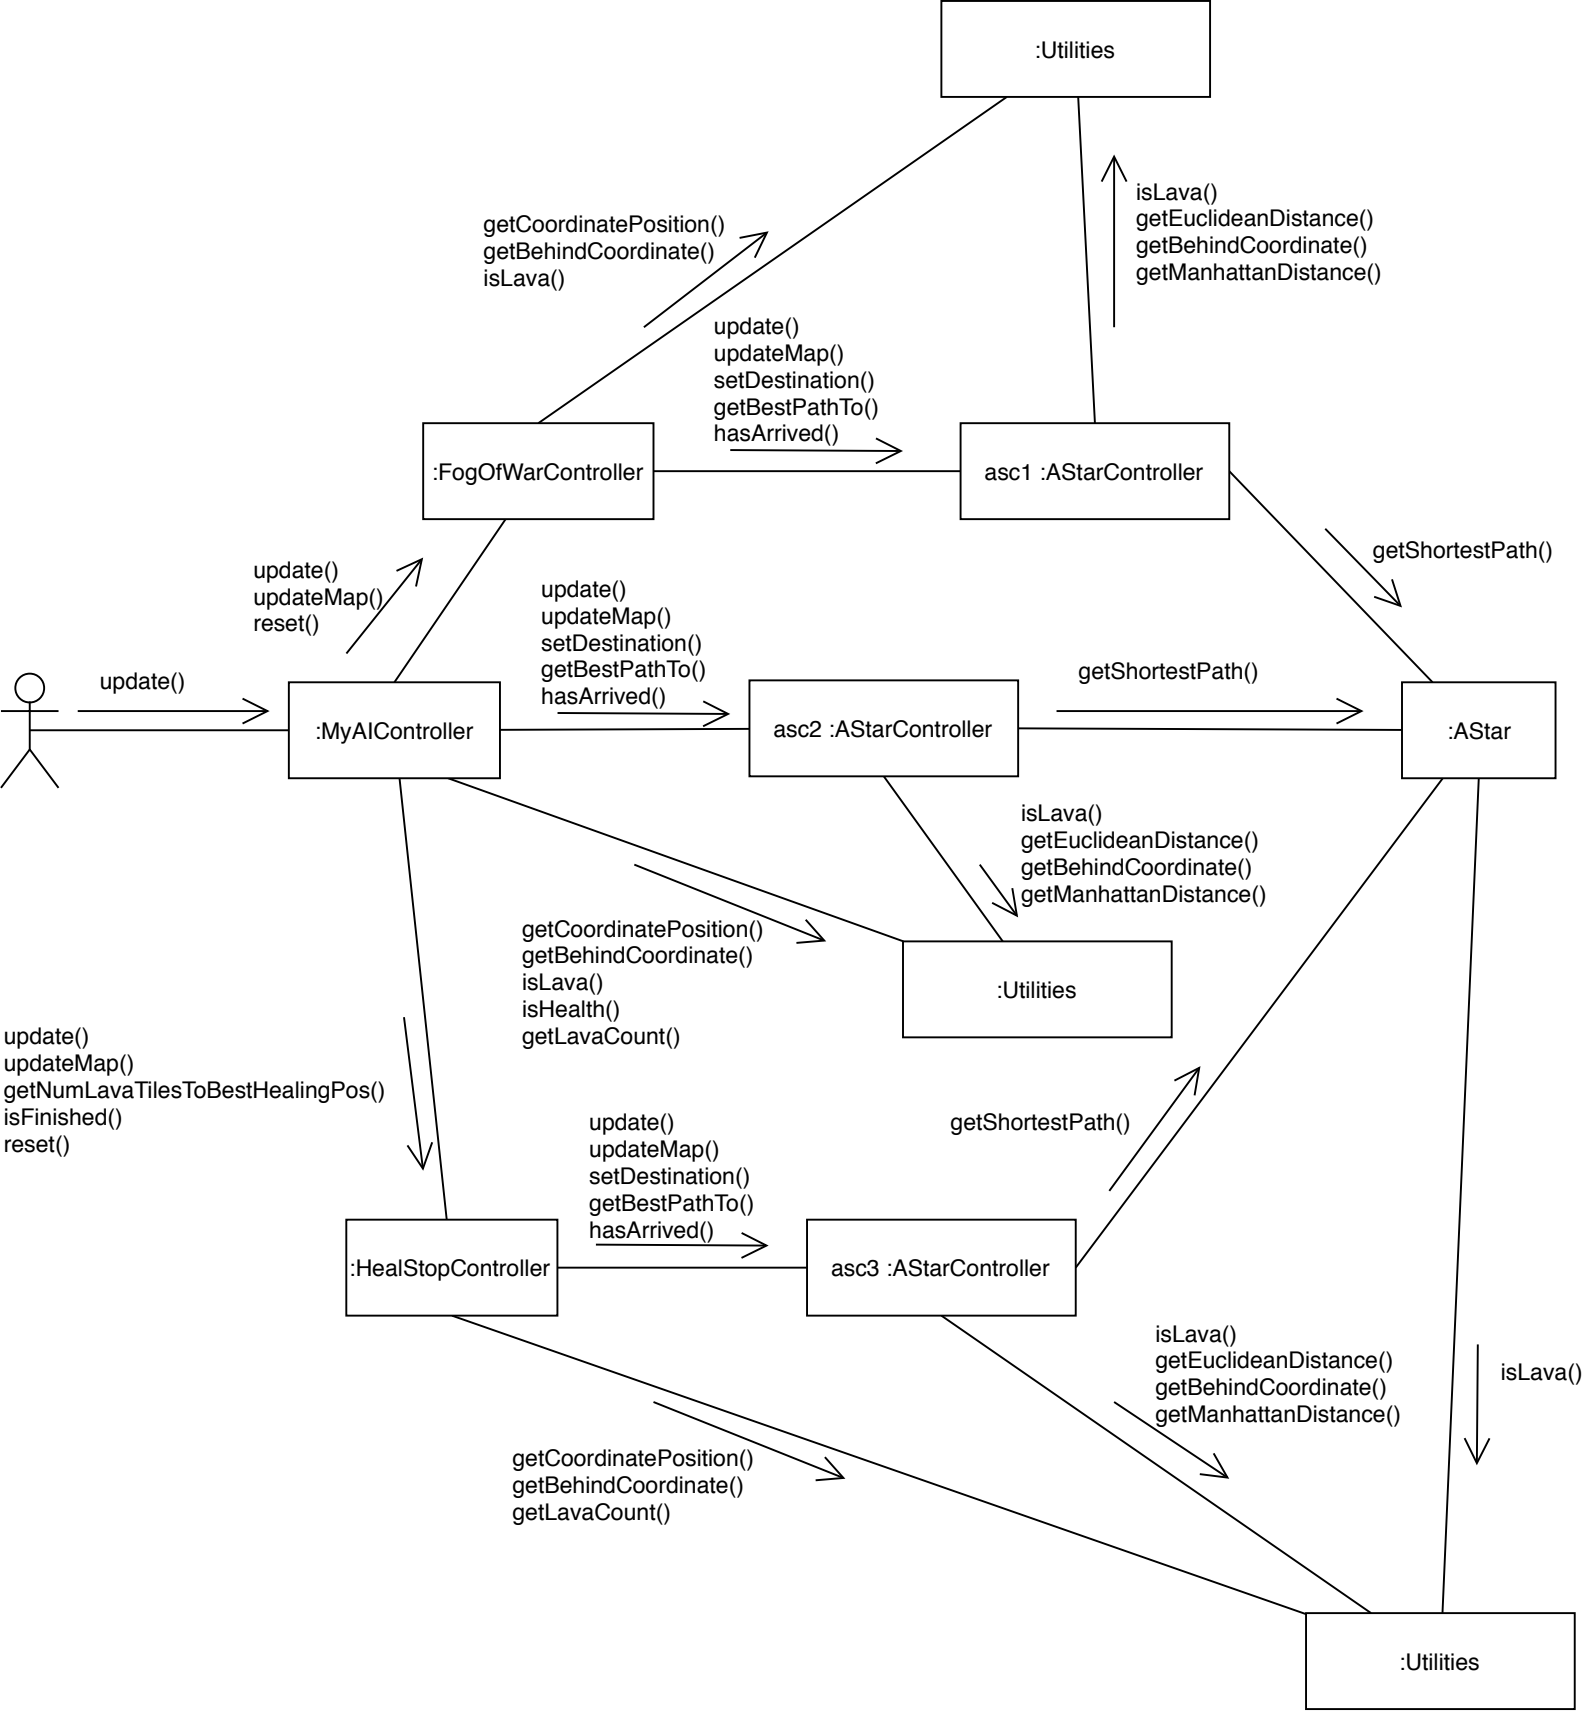 :Utilities
isLava()
getEuclideanDistance()
getBehindCoordinate()
getManhattanDistance()
getCoordinatePosition()
getBehindCoordinate()
isLava()
update()
updateMap()
setDestination()
getBestPathTo()
hasArrived()
:FogOfWarController
asc1 :AStarController
getShortestPath()
update()
updateMap()
reset()
update()
updateMap()
setDestination()
getBestPathTo()
hasArrived()
getShortestPath()
update()
:MyAIController
asc2 :AStarController
:AStar
isLava()
getEuclideanDistance()
getBehindCoordinate()
getManhattanDistance()
getCoordinatePosition()
getBehindCoordinate()
isLava()
isHealth()
getLavaCount()
:Utilities
update()
updateMap()
getNumLavaTilesToBestHealingPos()
isFinished()
reset()
update()
updateMap()
setDestination()
getBestPathTo()
hasArrived()
getShortestPath()
:HealStopController
asc3 :AStarController
isLava()
getEuclideanDistance()
getBehindCoordinate()
getManhattanDistance()
isLava()
getCoordinatePosition()
getBehindCoordinate()
getLavaCount()
:Utilities